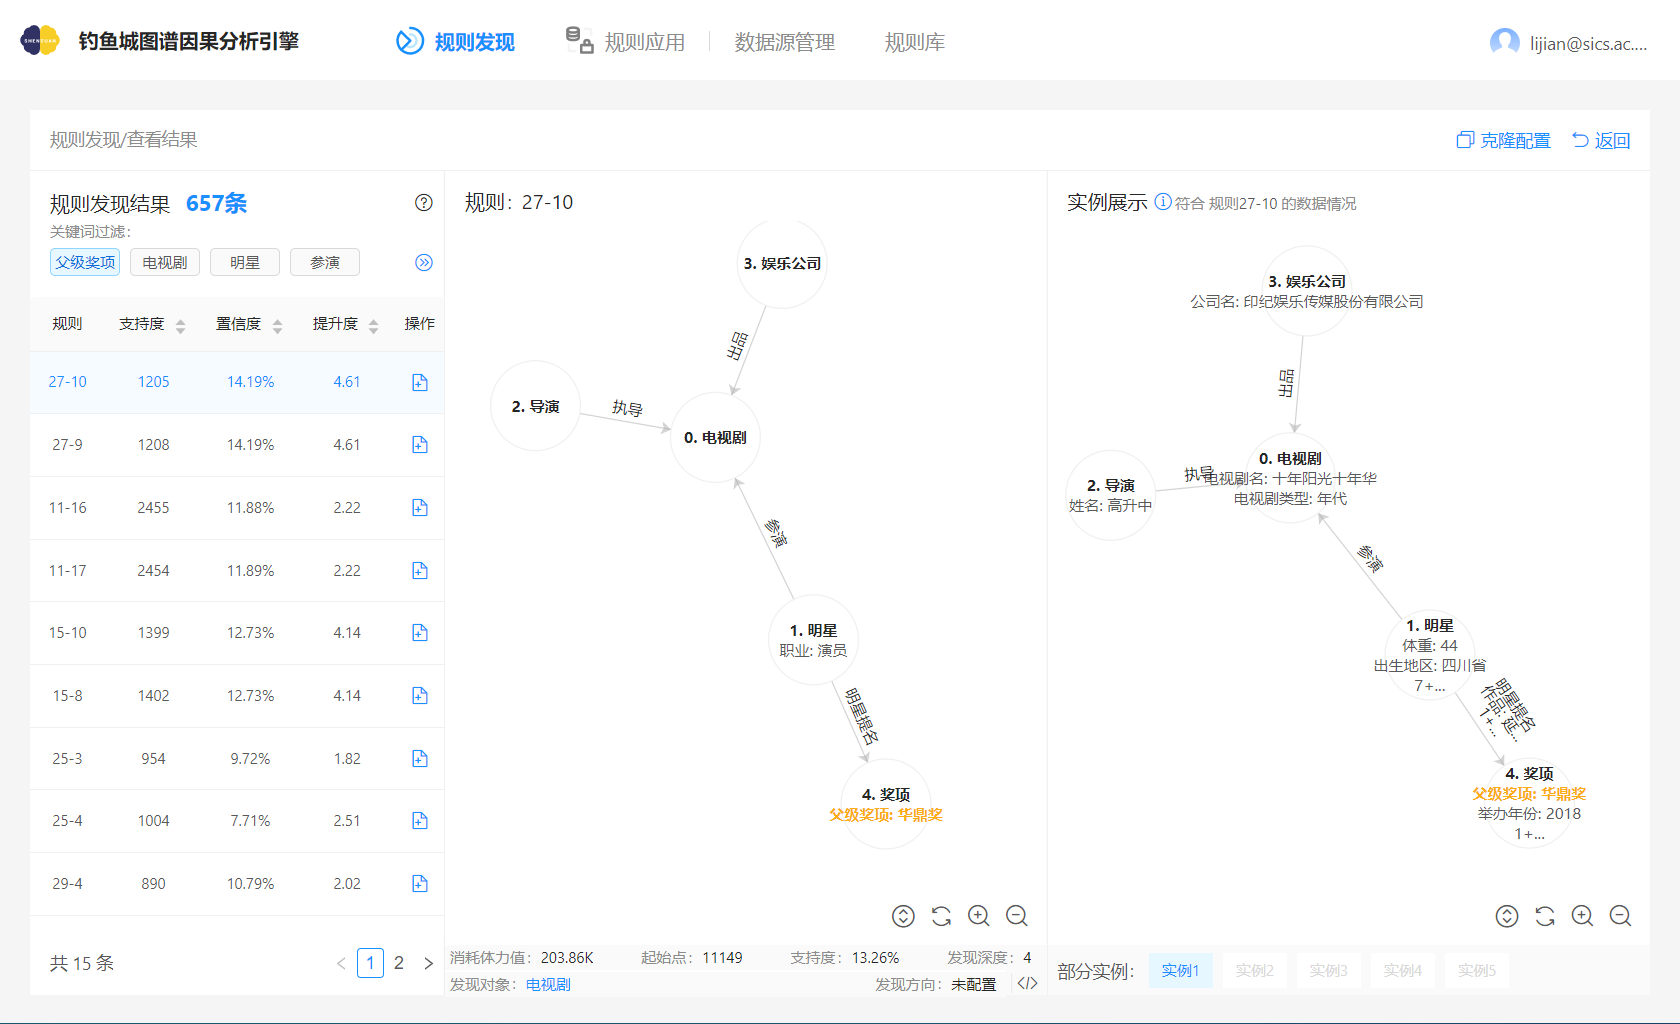 SHENDUAN
钓鱼城图谱因果分析引擎
规则发现
规则应用
数据源管理
规则库
lijian@sics.ac....
规则发现/查看结果
克隆配置
返回
规则发现结果 657条
关键词过滤:
父级奖项 电视剧 明星 参演
规则 支持度 置信度 提升度 操作
27-10 1205 14.19% 4.61
27-9 1208 14.19% 4.61
11-16 2455 11.88% 2.22
11-17 2454 11.89% 2.22
15-10 1399 12.73% 4.14
15-8 1402 12.73% 4.14
25-3 954 9.72% 1.82
25-4 1004 7.71% 2.51
29-4 890 10.79% 2.02
共 15 条 < 1 2 >
规则: 27-10
3. 娱乐公司
出品
2. 导演
执导
0. 电视剧
参演
1. 明星
职业: 演员
明星提名
4. 奖项
父级奖项: 华鼎奖
消耗体力值: 203.86K 起始点: 11149 支持度: 13.26% 发现深度: 4
发现对象: 电视剧 发现方向: 未配置 </>
实例展示 符合 规则27-10 的数据情况
3. 娱乐公司
公司名: 印纪娱乐传媒股份有限公司
出品
0. 电视剧
电视剧名: 十年阳光十年华
电视剧类型: 年代
执导
2. 导演
姓名: 高升中
参演
1. 明星
体重: 44
出生地区: 四川省
7+...
明星提名
作品: 延...
1+...
4. 奖项
父级奖项: 华鼎奖
举办年份: 2018
1+...
部分实例: 实例1 实例2 实例3 实例4 实例5